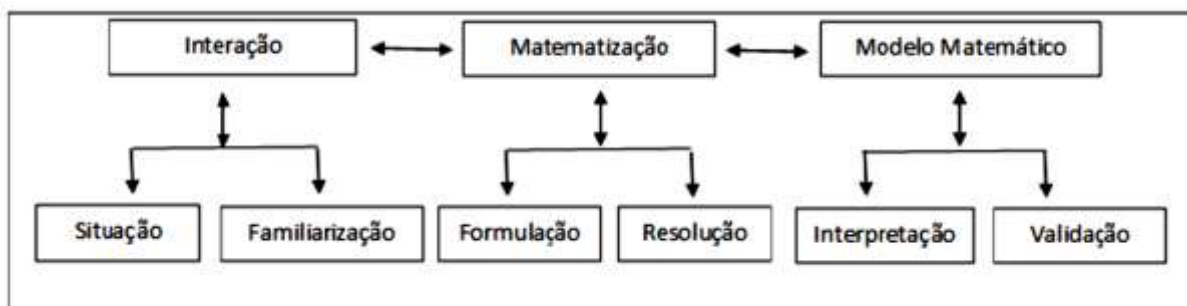 Interação
Matematização
Modelo Matemático
Situação
Familiarização
Formulação
Resolução
Interpretação
Validação